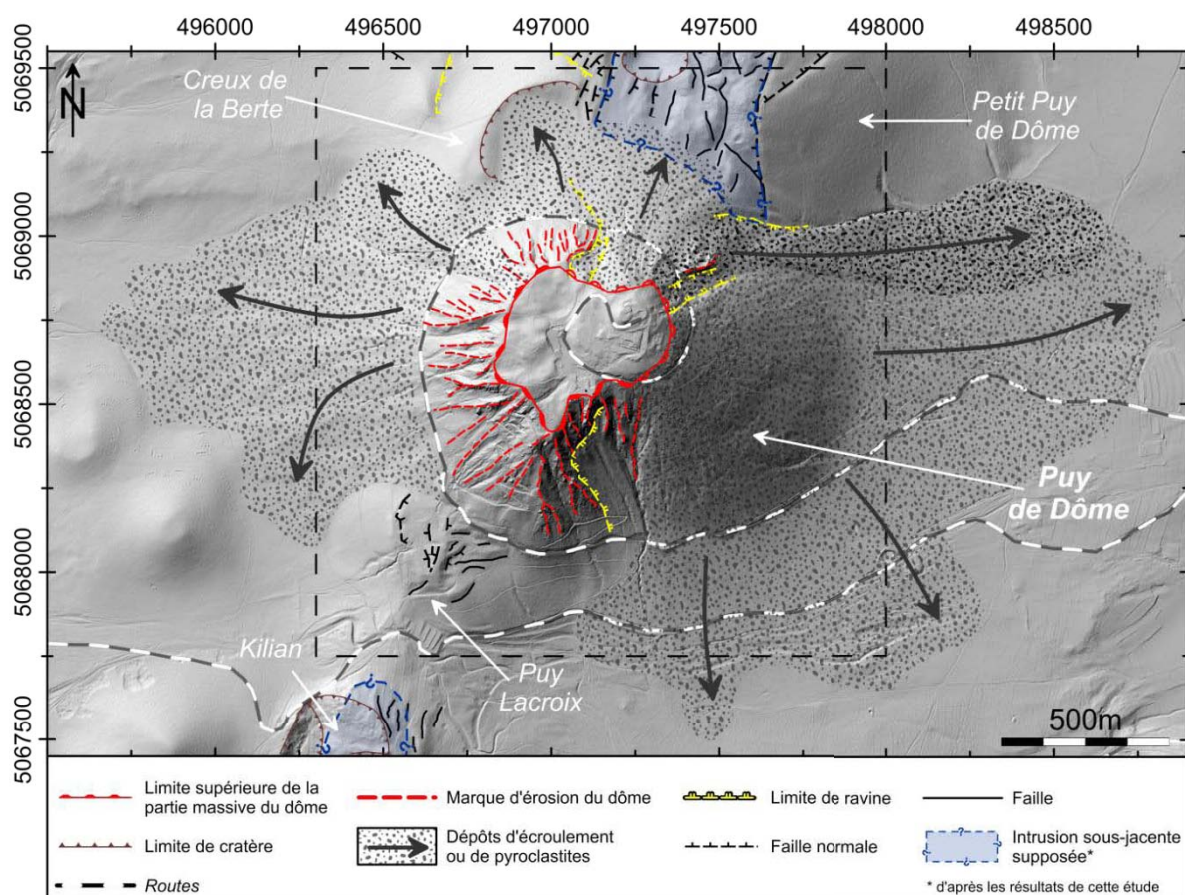 496000 496500 497000 497500 498000 498500
5069500
5069000
5068500
5068000
5067500
N
Creux de
la Berte
Petit Puy
de Dôme
Puy
de Dôme
Kilian
Puy
Lacroix
500m
Limite supérieure de la
partie massive du dôme
Marque d'érosion du dôme
Limite de ravine
Faille
Limite de cratère
Dépôts d'écroulement
ou de pyroclastites
Faille normale
Intrusion sous-jacente
supposée*
Routes
* d'après les résultats de cette étude